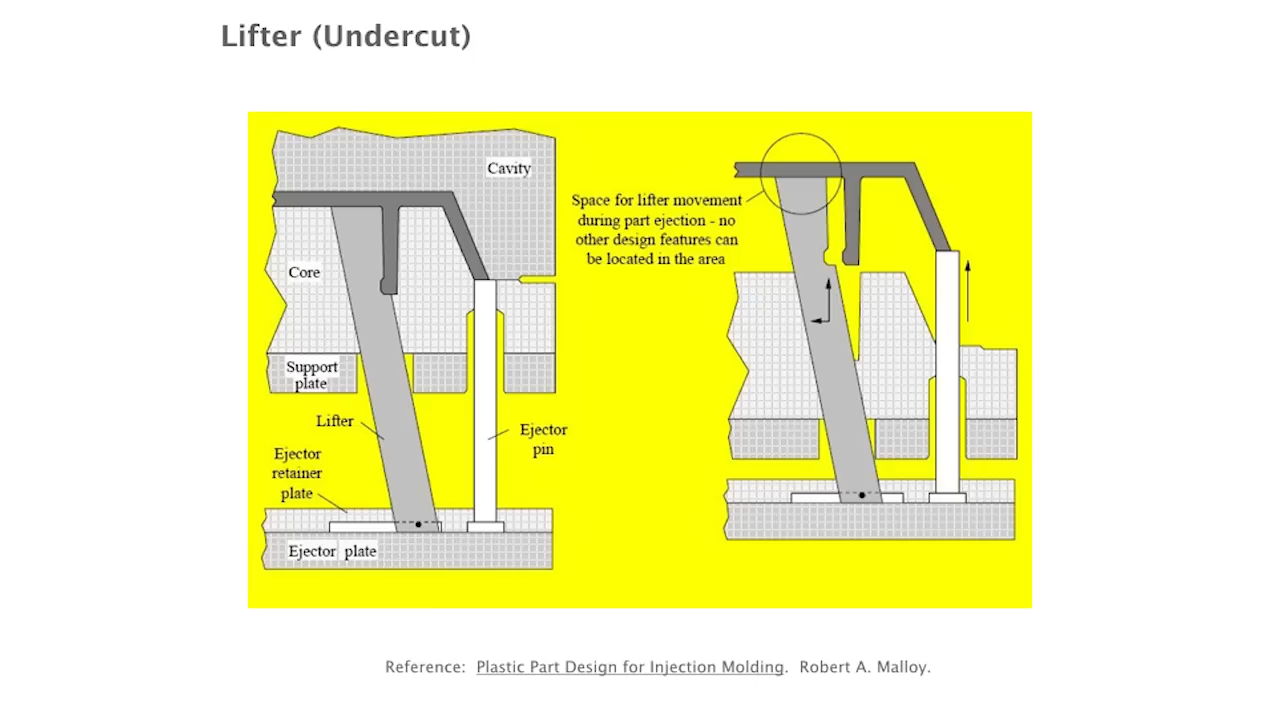 Lifter (Undercut)
Cavity
Core
Support
plate
Lifter
Ejector
retainer
plate
Ejector
pin
Ejector plate
Space for lifter movement
during part ejection - no
other design features can
be located in the area
Reference: Plastic Part Design for Injection Molding. Robert A. Malloy.